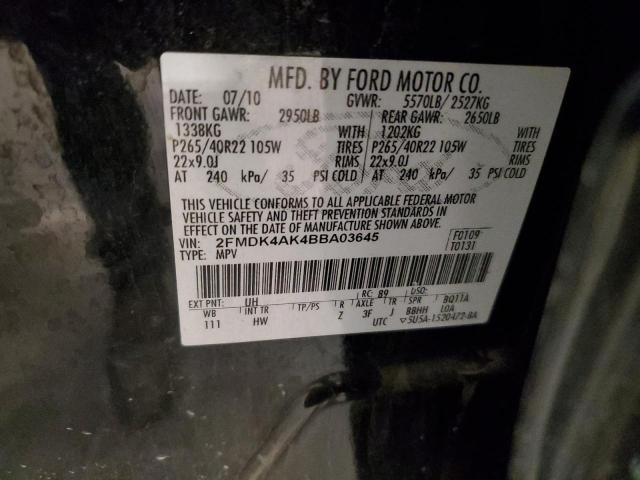 MFD. BY FORD MOTOR CO.
DATE: 07/10 GVWR: 5570LB/ 2527KG
FRONT GAWR: 2950LB REAR GAWR: 2650LB
1338KG WITH 1202KG WITH
P265/40R22 105W TIRES P265/40R22 105W TIRES
22x9.0J RIMS 22x9.0J RIMS
AT 240 kPa/ 35 PSI COLD AT 240 kPa/ 35 PSI COLD
THIS VEHICLE CONFORMS TO ALL APPLICABLE FEDERAL MOTOR
VEHICLE SAFETY AND THEFT PREVENTION STANDARDS IN
EFFECT ON THE DATE OF MANUFACTURE SHOWN ABOVE.
VIN: 2FMDK4AK4BBA03645 F0109
TYPE: MPV T0131
EXT PNT: UH RC: 89 DSO:
WB INT TR TP/PS R AXLE TR SPR BQ11A
111 HW Z 3F J BBHH LOA
UTC 5U5A-1520472-BA